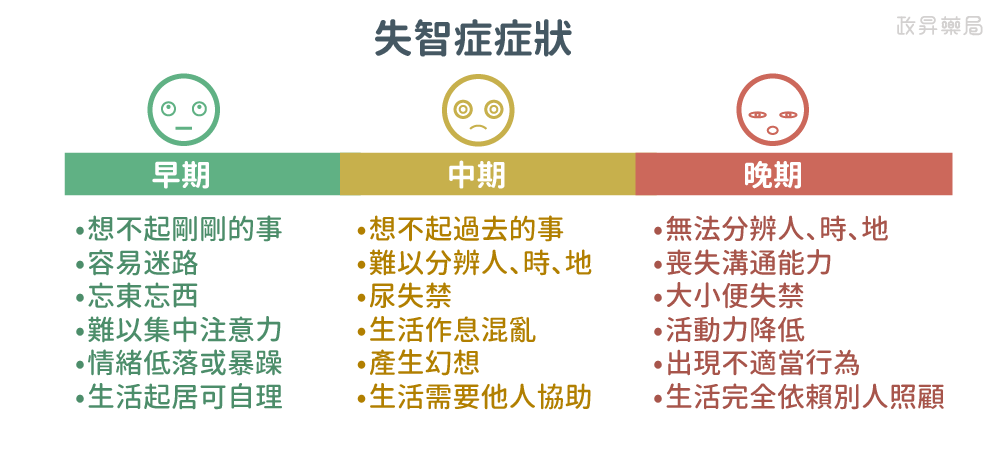 失智症症狀
政昇藥局
早期
•想不起剛剛的事
•容易迷路
•忘東忘西
•難以集中注意力
•情緒低落或暴躁
•生活起居可自理
中期
•想不起過去的事
•難以分辨人、時、地
•尿失禁
•生活作息混亂
•產生幻想
•生活需要他人協助
晚期
•無法分辨人、時、地
•喪失溝通能力
•大小便失禁
•活動力降低
•出現不適當行為
•生活完全依賴別人照顧